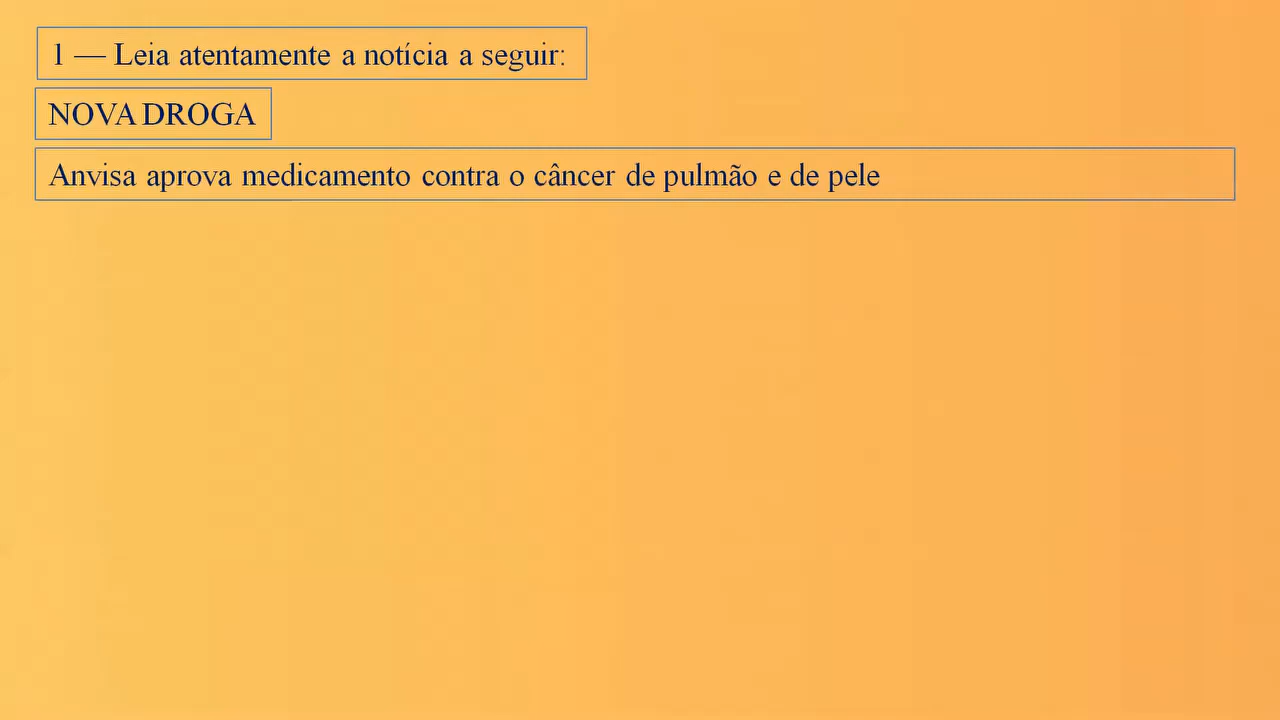 1 — Leia atentamente a notícia a seguir:
NOVA DROGA
Anvisa aprova medicamento contra o câncer de pulmão e de pele